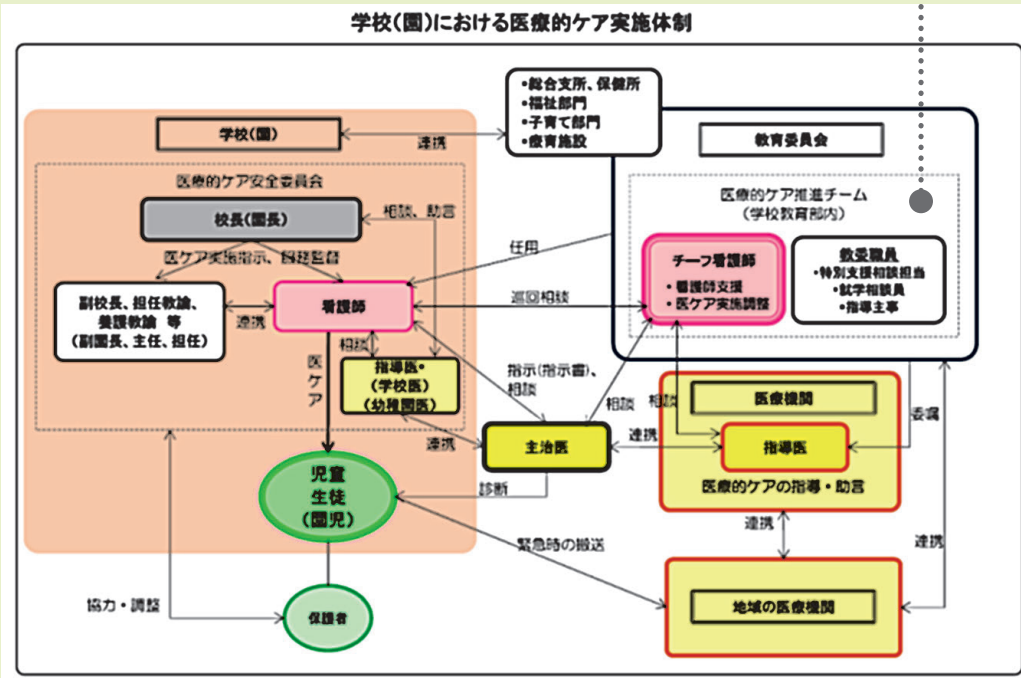 学校(園)における医療的ケア実施体制
・総合支所、保健所
・福祉部門
・子育て部門
・療育施設
学校(園)
連携
教育委員会
医療的ケア安全委員会
医療的ケア推進チーム
(学校教育部内)
校長(園長)
相談、助言
医ケア実施指示、服務監督
任用
チーフ看護師
・看護師支援
・医ケア実施調整
教委職員
・特別支援相談担当
・就学相談員
・指導主事
副校長、担任教諭、
養護教諭 等
(副園長、主任、担任)
連携
看護師
巡回相談
相談
医ケア
指導医・
(学校医)
(幼稚園医)
指示(指示書)、
相談
相談
相談
医療機関
委嘱
連携
主治医
連携
指導医
医療的ケアの指導・助言
児童
生徒
(園児)
診断
緊急時の搬送
連携
連携
協力・調整
保護者
地域の医療機関